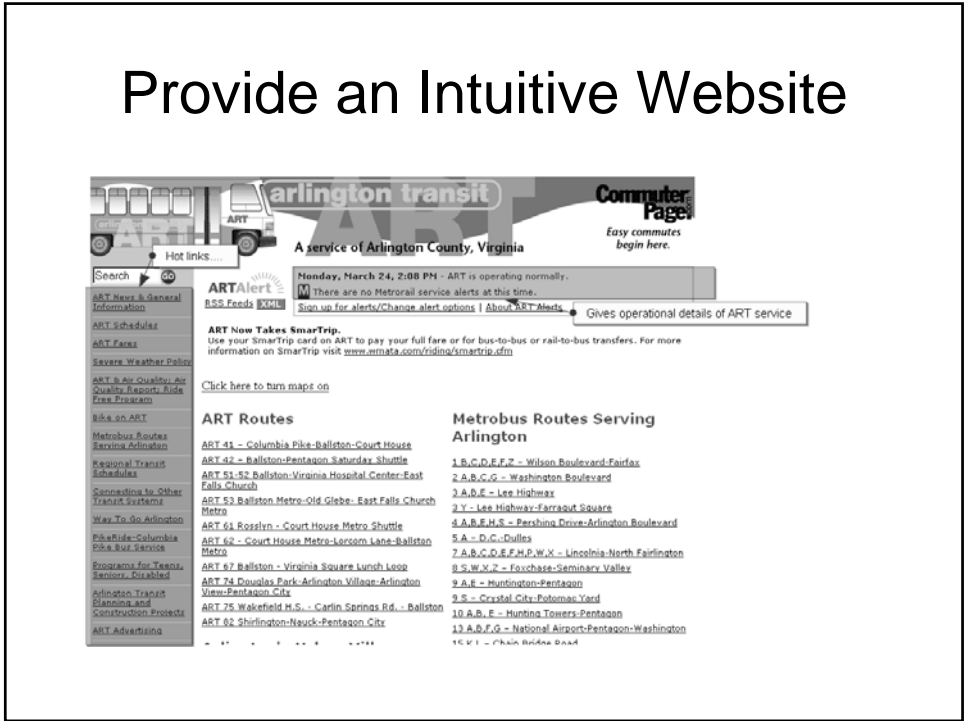 Provide an Intuitive Website
arlington transit
ART
ART
ART
A service of Arlington County, Virginia
Commuter
Page.com
Easy commutes
begin here.
Hot links....
Search GO
ART News & General
Information
ART Schedules
ART Fares
Severe Weather Policy
ART & Air Quality: Air
Quality Report; Ride
Free Program
Bike on ART
Metrobus Routes
Serving Arlington
Regional Transit
Schedules
Connecting to Other
Transit Systems
Way To Go Arlington
PikeRide-Columbia
Pike Bus Service
Programs for Teens,
Seniors, Disabled
Arlington Transit
Planning and
Construction Projects
ART Advertising
ARTAlert
RSS Feeds XML
Monday, March 24, 2:08 PM - ART is operating normally.
M There are no Metrorail service alerts at this time.
Sign up for alerts/Change alert options | About ART Alerts
Gives operational details of ART service
ART Now Takes SmarTrip.
Use your SmarTrip card on ART to pay your full fare or for bus-to-bus or rail-to-bus transfers. For more
information on SmarTrip visit www.wmata.com/riding/smartrip.cfm
Click here to turn maps on
ART Routes
ART 41 – Columbia Pike-Ballston-Court House
ART 42 – Ballston-Pentagon Saturday Shuttle
ART 51-52 Ballston-Virginia Hospital Center-East
Falls Church
ART 53 Ballston Metro-Old Glebe- East Falls Church
Metro
ART 61 Rosslyn - Court House Metro Shuttle
ART 62 - Court House Metro-Lorcom Lane-Ballston
Metro
ART 67 Ballston - Virginia Square Lunch Loop
ART 74 Douglas Park-Arlington Village-Arlington
View-Pentagon City
ART 75 Wakefield H.S. - Carlin Springs Rd. - Ballston
ART 82 Shirlington-Nauck-Pentagon City
Metrobus Routes Serving
Arlington
1 B,C,D,E,F,Z – Wilson Boulevard-Fairfax
2 A,B,C,G – Washington Boulevard
3 A,B,E – Lee Highway
3 Y - Lee Highway-Farragut Square
4 A,B,E,H,S – Pershing Drive-Arlington Boulevard
5 A – D.C.-Dulles
7 A,B,C,D,E,F,H,P,W,X – Lincolnia-North Fairlington
8 S,W,X,Z – Foxchase-Seminary Valley
9 A,E – Huntington-Pentagon
9 S – Crystal City-Potomac Yard
10 A,B, E – Hunting Towers-Pentagon
13 A,B,F,G – National Airport-Pentagon-Washington
15 K,L – Chain Bridge Road